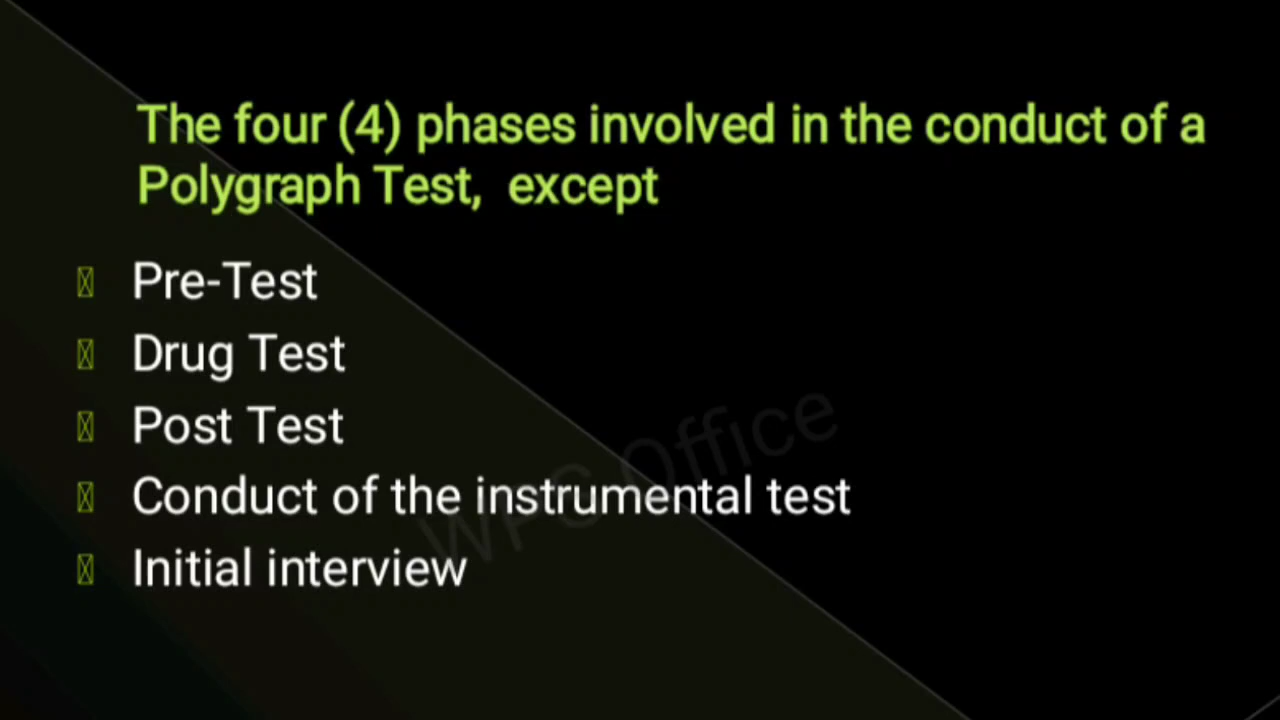 The four (4) phases involved in the conduct of a
Polygraph Test,  except
Pre-Test
Drug Test
Post Test
Conduct of the instrumental test
Initial interview
WPS Office